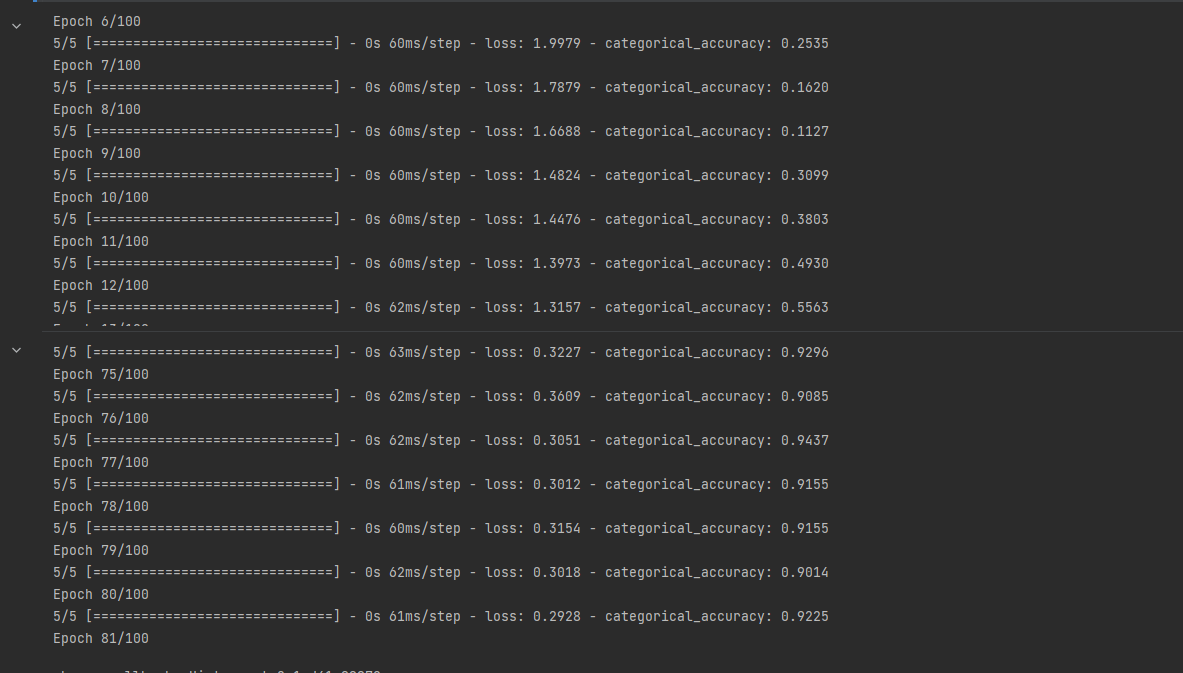 Epoch 6/100
5/5 [==============================] - 0s 60ms/step - loss: 1.9979 - categorical_accuracy: 0.2535
Epoch 7/100
5/5 [==============================] - 0s 60ms/step - loss: 1.7879 - categorical_accuracy: 0.1620
Epoch 8/100
5/5 [==============================] - 0s 60ms/step - loss: 1.6688 - categorical_accuracy: 0.1127
Epoch 9/100
5/5 [==============================] - 0s 60ms/step - loss: 1.4824 - categorical_accuracy: 0.3099
Epoch 10/100
5/5 [==============================] - 0s 60ms/step - loss: 1.4476 - categorical_accuracy: 0.3803
Epoch 11/100
5/5 [==============================] - 0s 60ms/step - loss: 1.3973 - categorical_accuracy: 0.4930
Epoch 12/100
5/5 [==============================] - 0s 62ms/step - loss: 1.3157 - categorical_accuracy: 0.5563
5/5 [==============================] - 0s 63ms/step - loss: 0.3227 - categorical_accuracy: 0.9296
Epoch 75/100
5/5 [==============================] - 0s 62ms/step - loss: 0.3609 - categorical_accuracy: 0.9085
Epoch 76/100
5/5 [==============================] - 0s 62ms/step - loss: 0.3051 - categorical_accuracy: 0.9437
Epoch 77/100
5/5 [==============================] - 0s 61ms/step - loss: 0.3012 - categorical_accuracy: 0.9155
Epoch 78/100
5/5 [==============================] - 0s 60ms/step - loss: 0.3154 - categorical_accuracy: 0.9155
Epoch 79/100
5/5 [==============================] - 0s 62ms/step - loss: 0.3018 - categorical_accuracy: 0.9014
Epoch 80/100
5/5 [==============================] - 0s 61ms/step - loss: 0.2928 - categorical_accuracy: 0.9225
Epoch 81/100